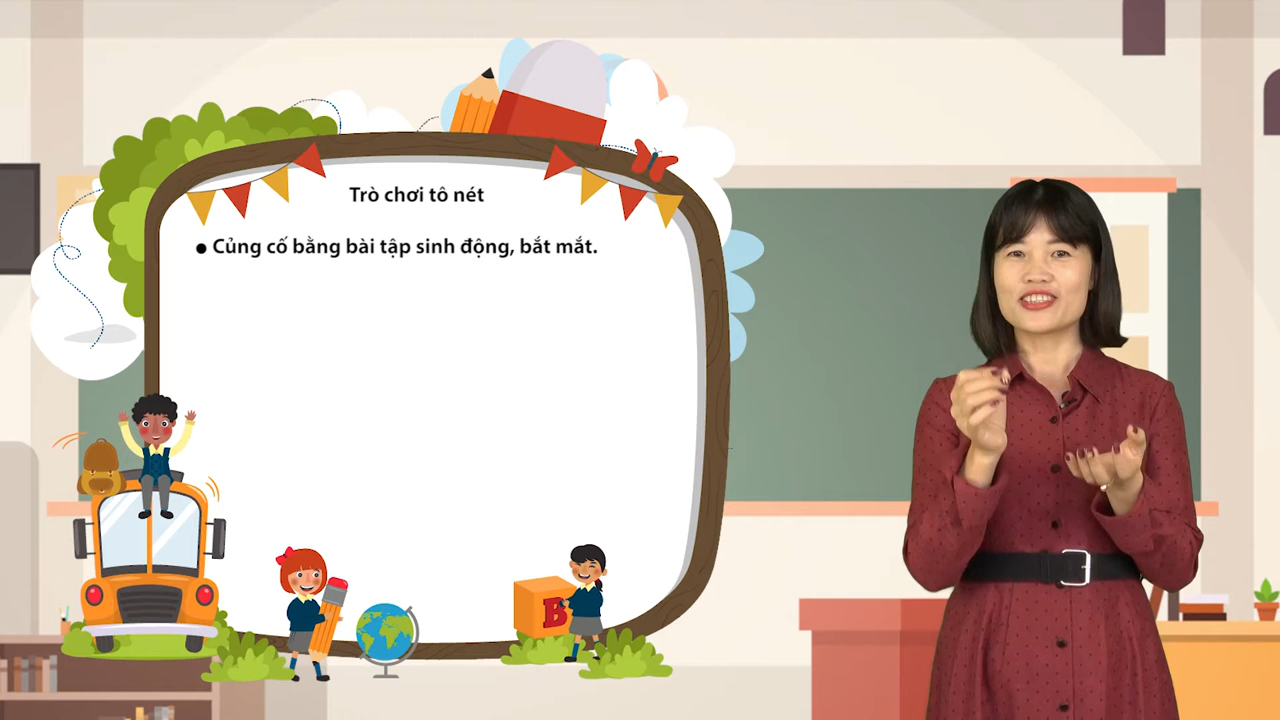 Trò chơi tô nét
● Củng cố bằng bài tập sinh động, bắt mắt.
B